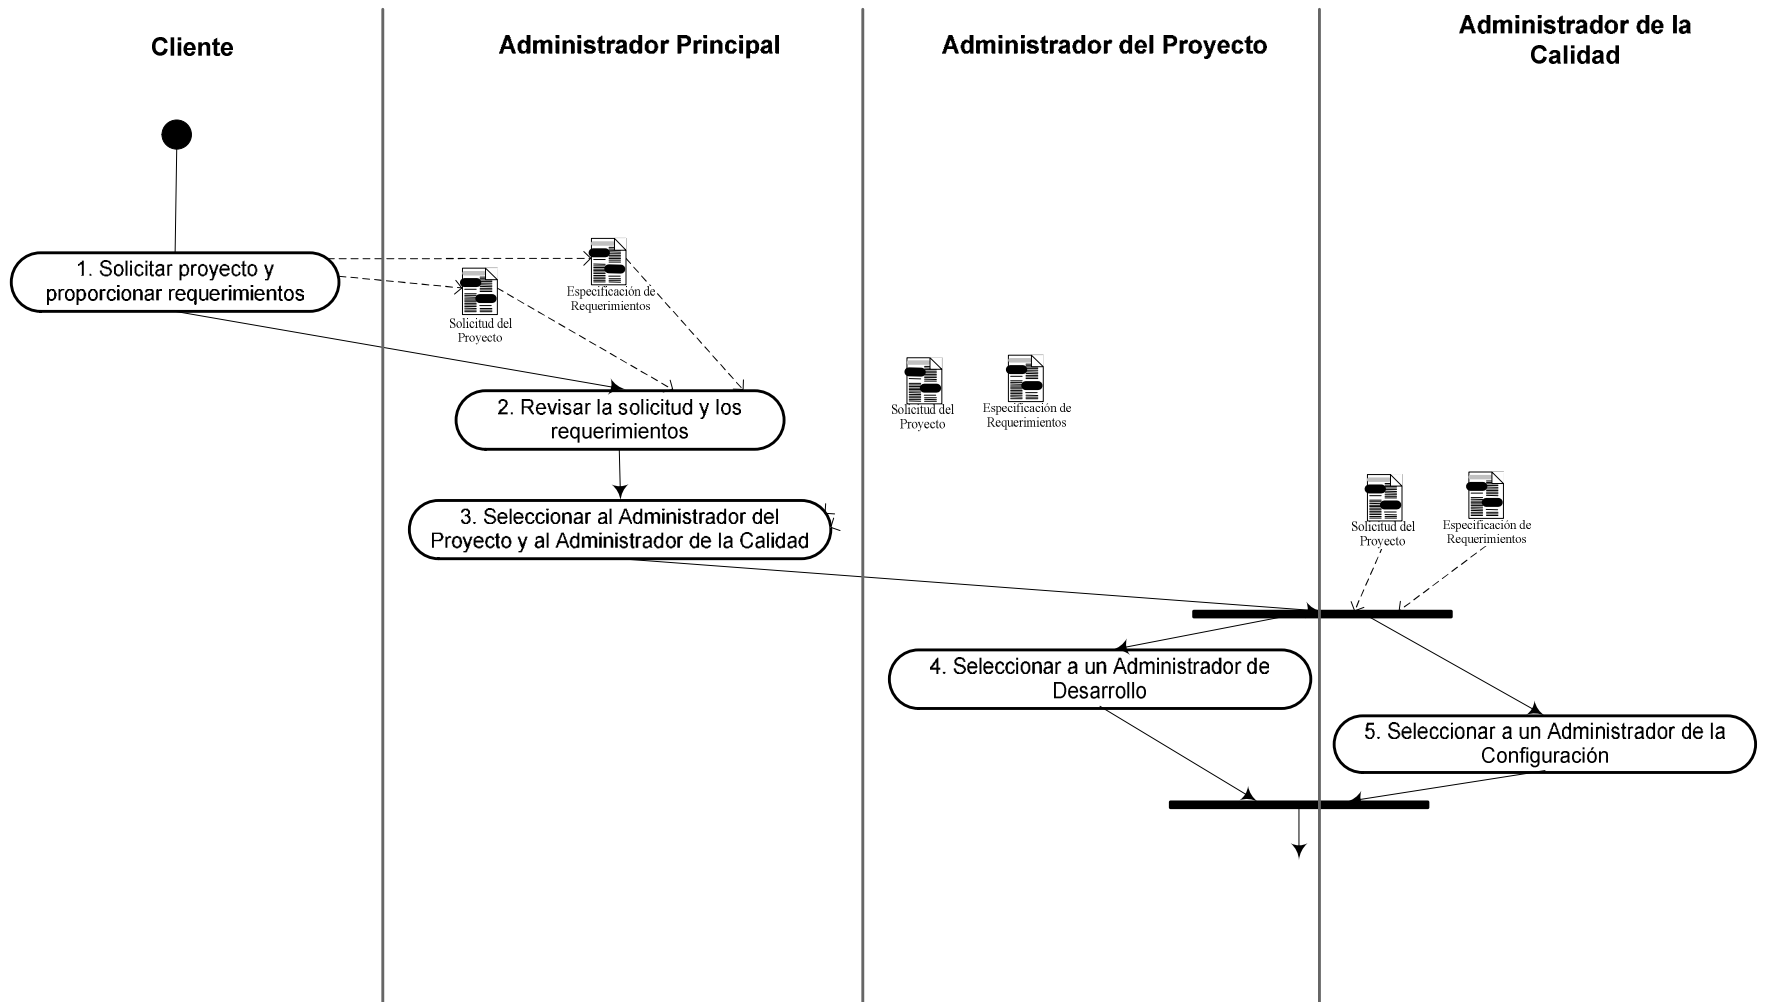 Cliente
Administrador Principal
Administrador del Proyecto
Administrador de la
Calidad
1. Solicitar proyecto y
proporcionar requerimientos
Especificación de
Requerimientos
Solicitud del
Proyecto
2. Revisar la solicitud y los
requerimientos
Solicitud del
Proyecto
Especificación de
Requerimientos
3. Seleccionar al Administrador del
Proyecto y al Administrador de la Calidad
Solicitud del
Proyecto
Especificación de
Requerimientos
4. Seleccionar a un Administrador de
Desarrollo
5. Seleccionar a un Administrador de la
Configuración